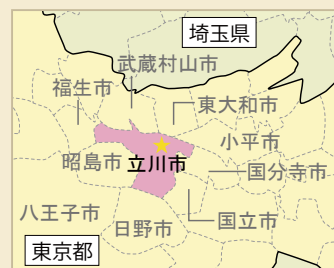 埼玉県
武蔵村山市
福生市
東大和市
小平市
昭島市
立川市
国分寺市
八王子市
国立市
日野市
東京都